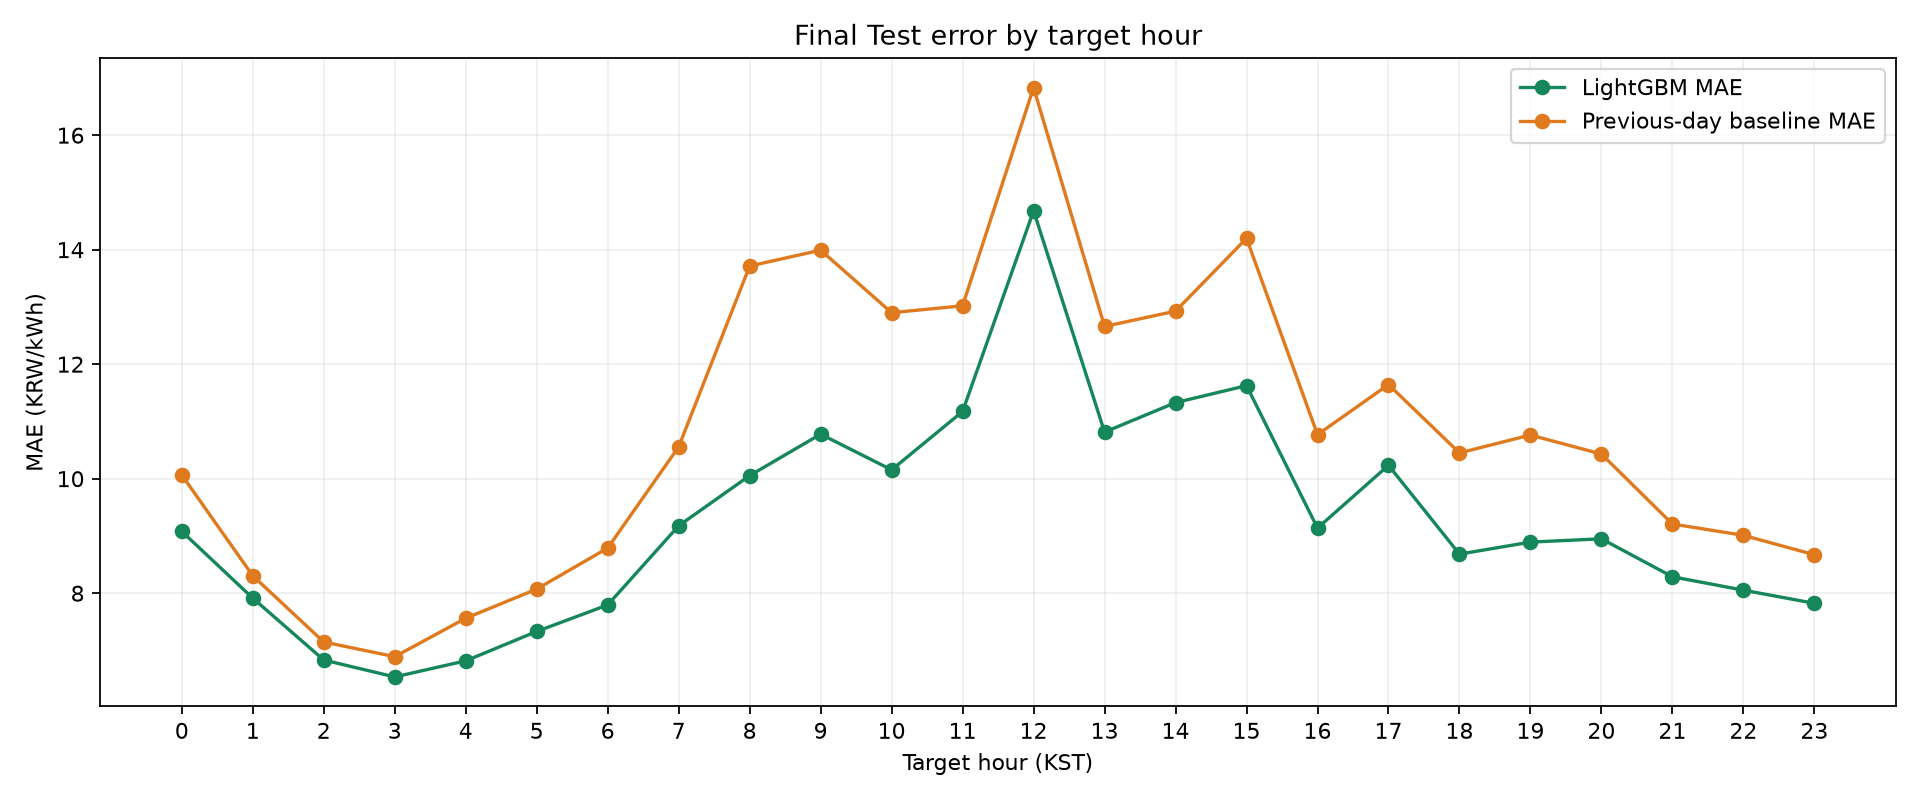 Final Test error by target hour
LightGBM MAE
Previous-day baseline MAE
MAE (KRW/kWh)
16
14
12
10
8
0 1 2 3 4 5 6 7 8 9 10 11 12 13 14 15 16 17 18 19 20 21 22 23
Target hour (KST)